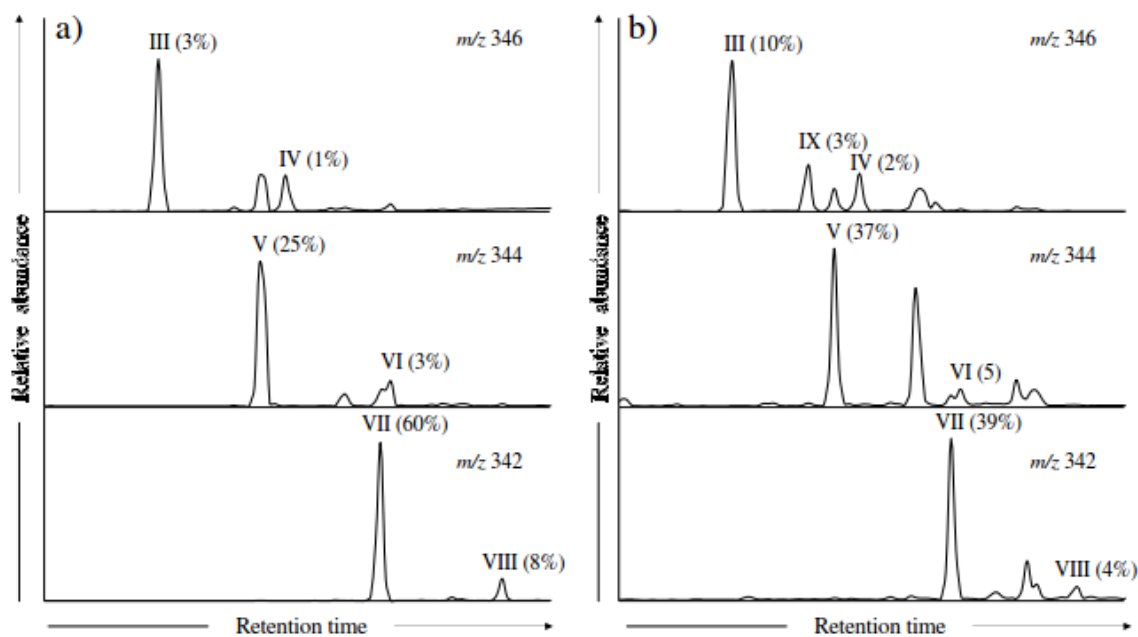 a)
III (3%)
m/z 346
IV (1%)
V (25%)
m/z 344
VI (3%)
VII (60%)
m/z 342
VIII (8%)
Relative abundance
Retention time
b)
III (10%)
m/z 346
IX (3%)
IV (2%)
V (37%)
m/z 344
VI (5)
VII (39%)
m/z 342
VIII (4%)
Relative abundance
Retention time